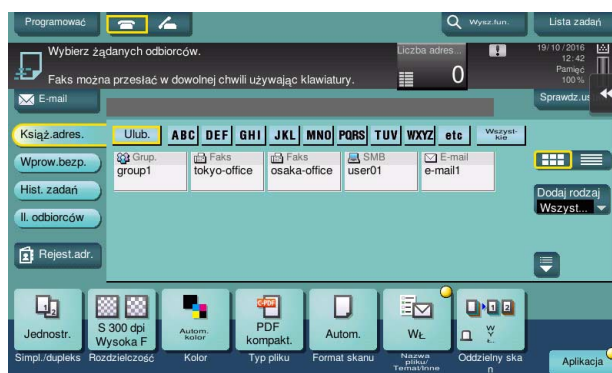 Programować
Wysz.fun.
Lista zadań
Wybierz żądanych odbiorców.
Liczba adres...
0
Faks można przesłać w dowolnej chwili używając klawiatury.
19/10/2016
12:42
Pamięć
100%
E-mail
Sprawdz.us
Książ.adres.
Ulub.
ABC DEF GHI JKL MNO PQRS TUV WXYZ etc
Wszyst-
kie
Wprow.bezp.
Grup.
group1
Faks
tokyo-office
Faks
osaka-office
SMB
user01
E-mail
e-mail1
Hist. zadań
Il. odbiorców
Dodaj rodzaj
Wszyst...
Rejest.adr.
Jednostr.
S 300 dpi
Wysoka F
Autom.
kolor
PDF
kompakt.
Autom.
WŁ
Simpl./dupleks
Rozdzielczość
Kolor
Typ pliku
Format skanu
Nazwa
pliku/
Temat/Inne
Oddzielny ska
n
Aplikacja